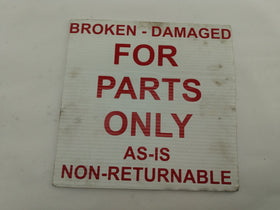 BROKEN - DAMAGED
FOR
PARTS
ONLY
AS-IS
NON-RETURNABLE